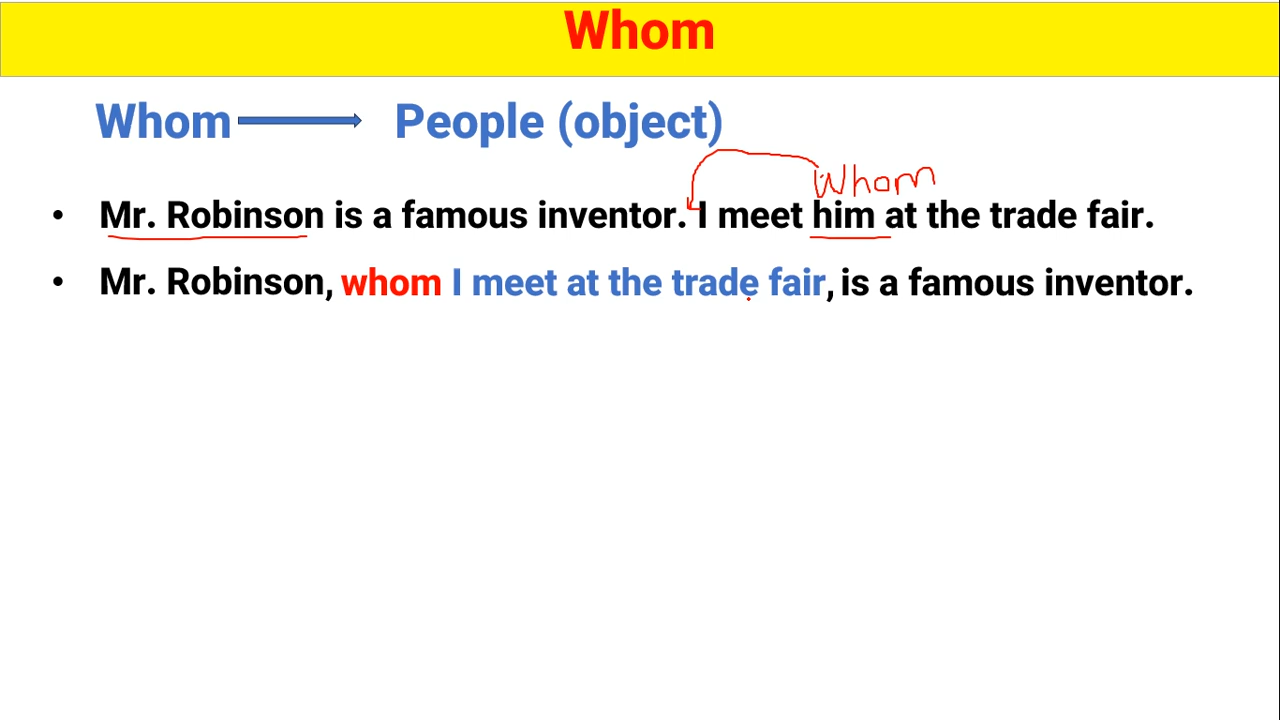 Whom
Whom People (object)
Whom
• Mr. Robinson is a famous inventor. I meet him at the trade fair.
• Mr. Robinson, whom I meet at the trade fair, is a famous inventor.